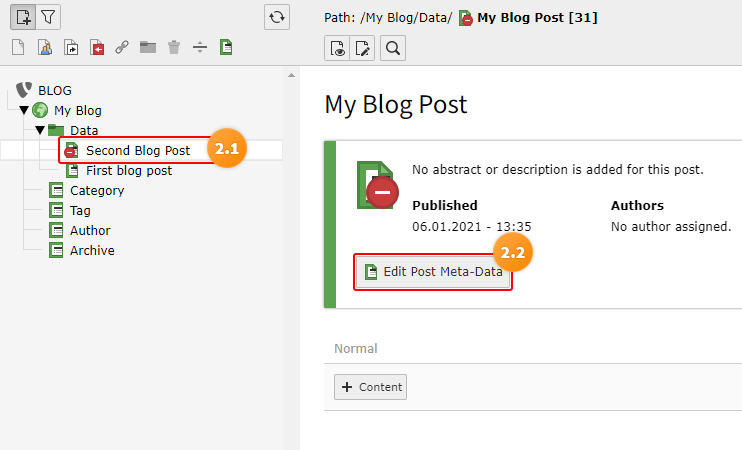 Path: /My Blog/Data/ My Blog Post [31]
BLOG
My Blog
Data
Second Blog Post
2.1
First blog post
Category
Tag
Author
Archive
My Blog Post
No abstract or description is added for this post.
Published
Authors
06.01.2021 - 13:35
No author assigned.
2.2
Edit Post Meta-Data
Normal
+ Content